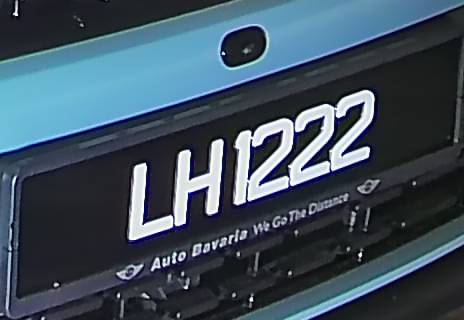 LH1222
Auto Bavaria We Go The Distance